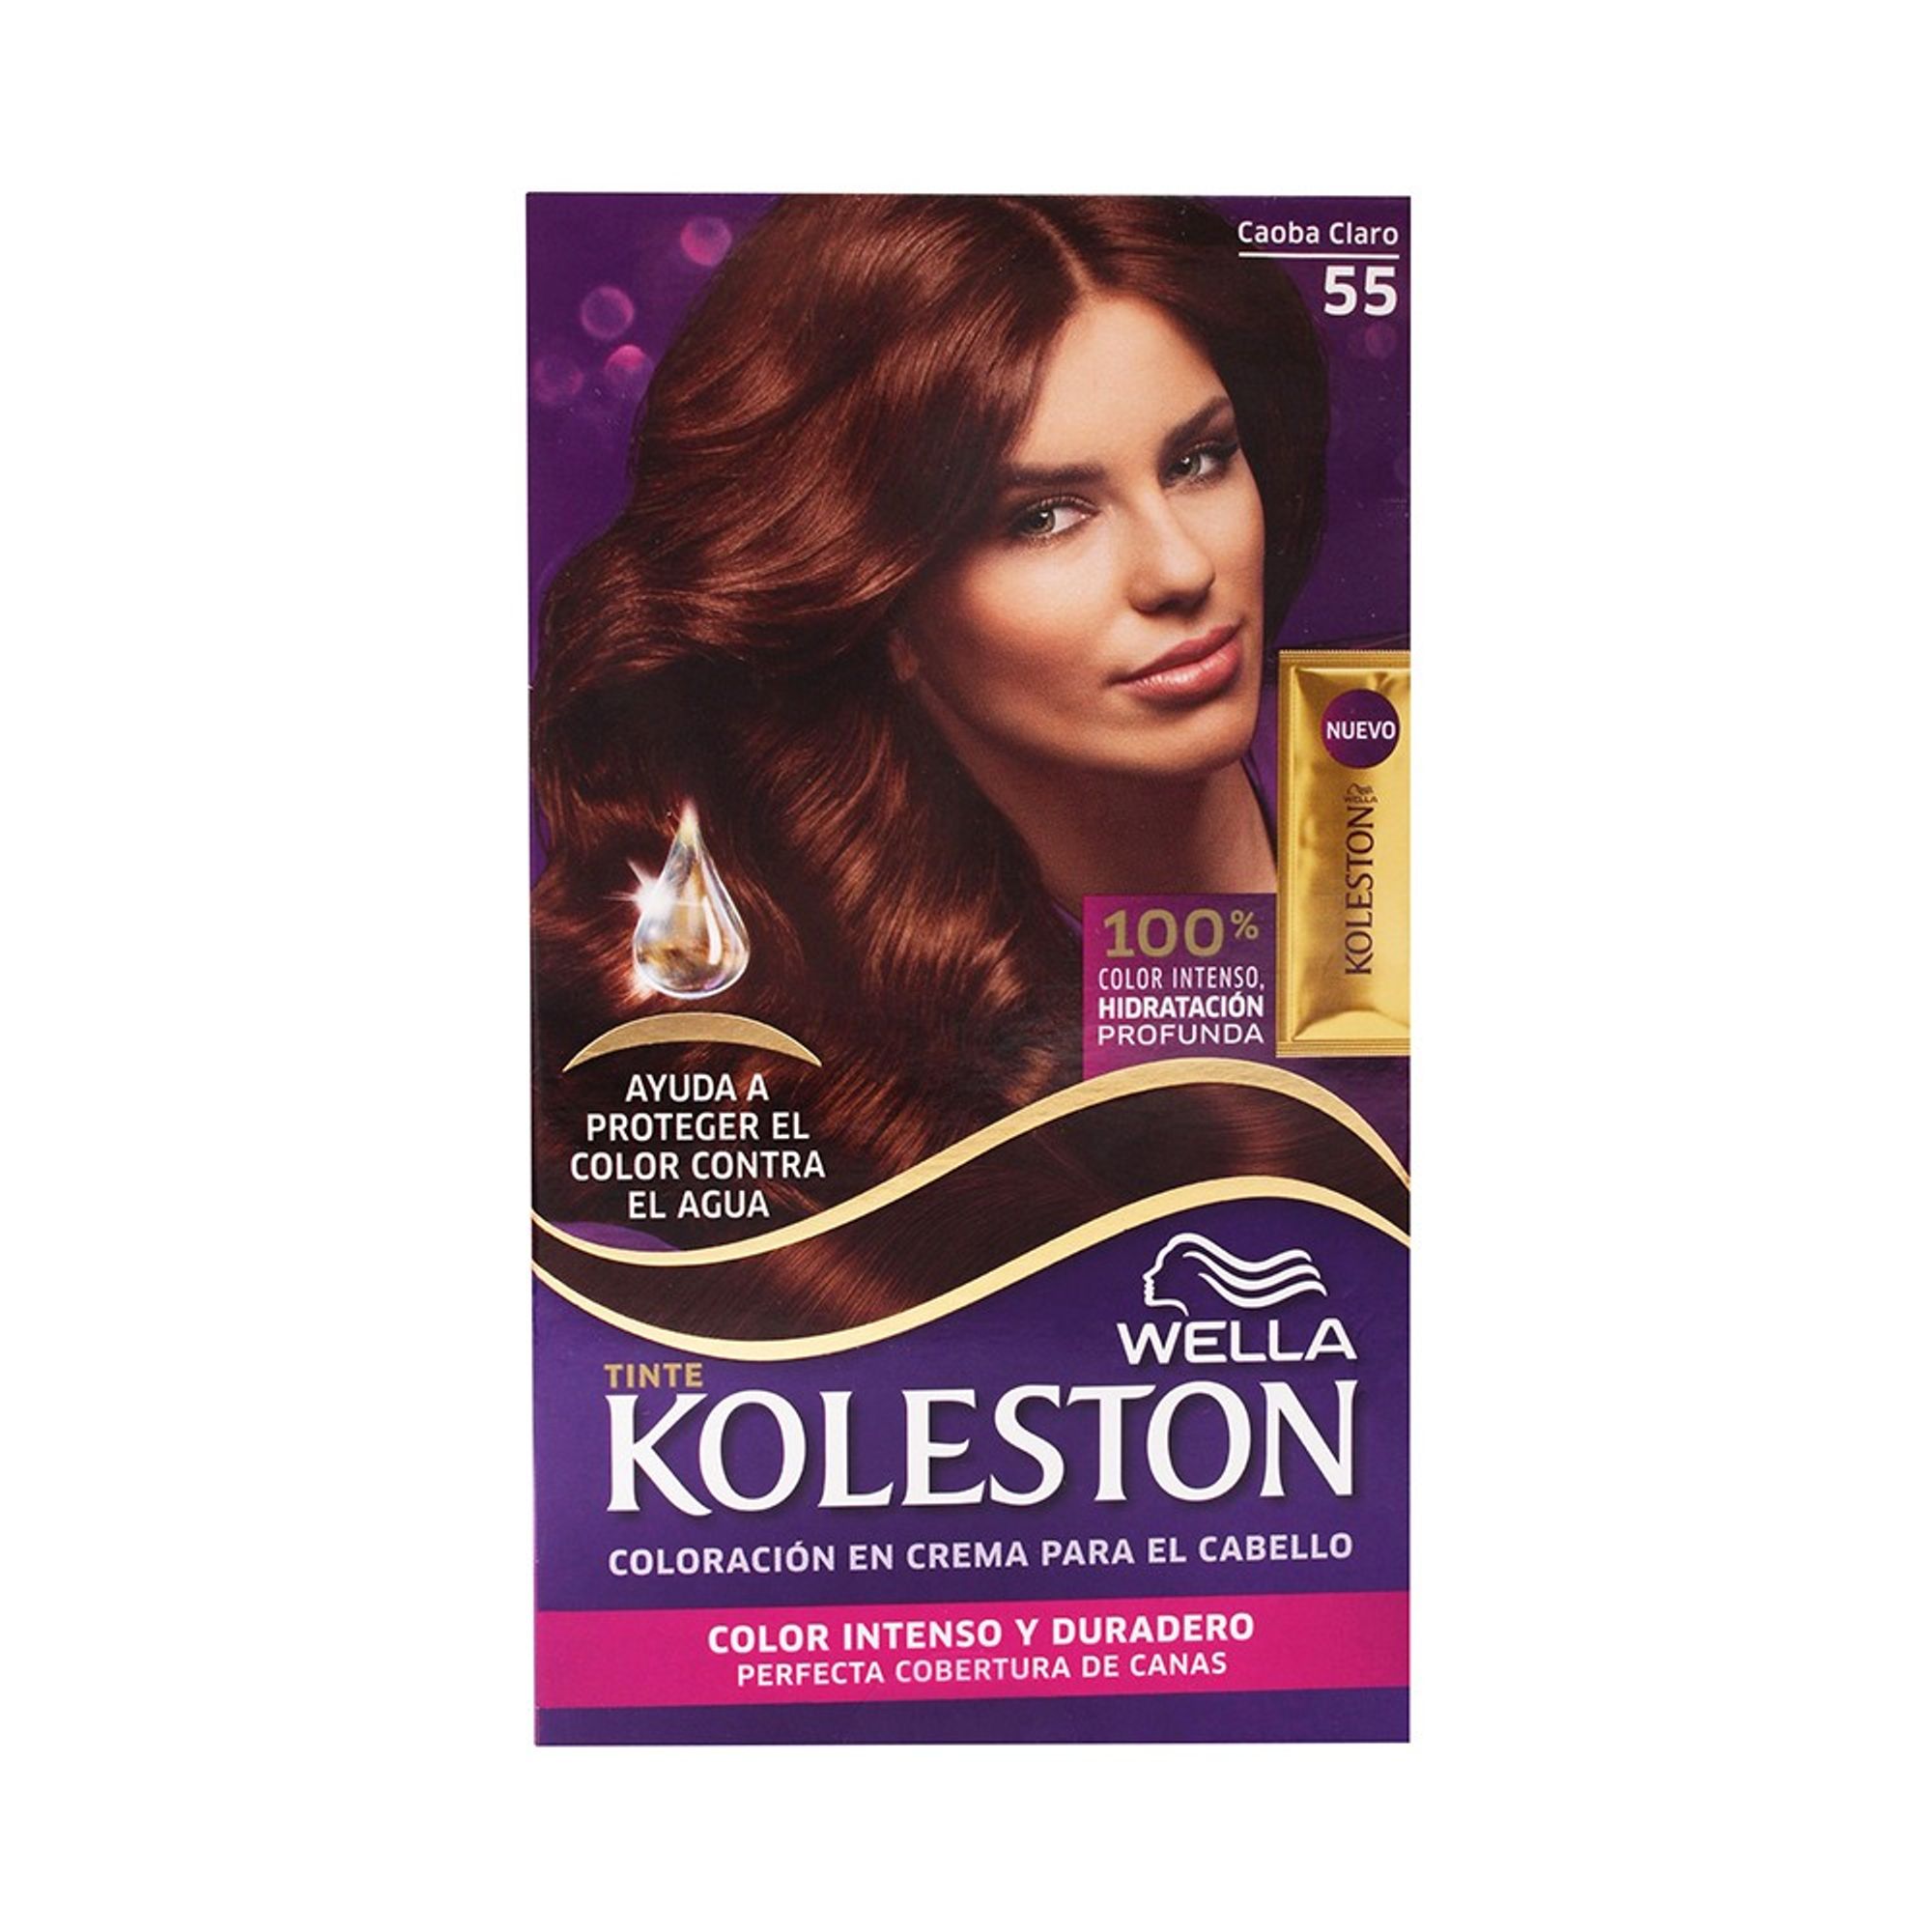 Caoba Claro
55
NUEVO
WELLA
KOLESTON
100%
COLOR INTENSO,
HIDRATACIÓN
PROFUNDA
AYUDA A
PROTEGER EL
COLOR CONTRA
EL AGUA
WELLA
TINTE
KOLESTON
COLORACIÓN EN CREMA PARA EL CABELLO
COLOR INTENSO Y DURADERO
PERFECTA COBERTURA DE CANAS